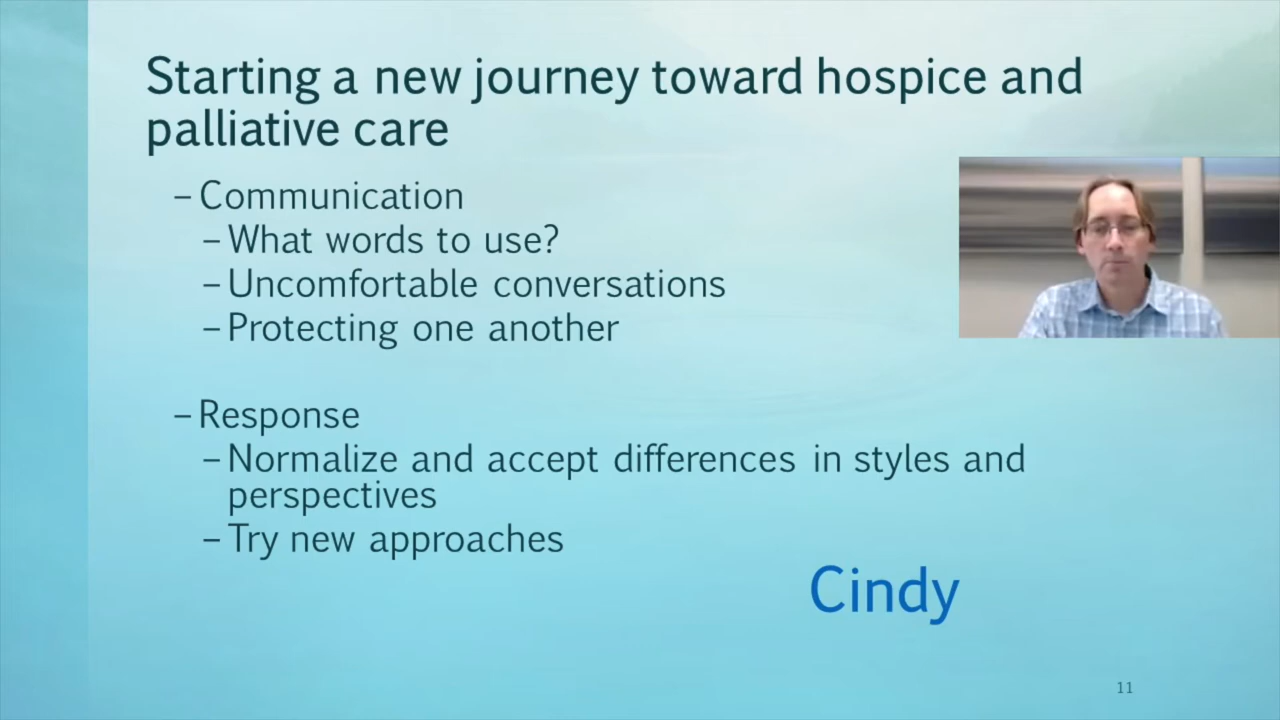 Starting a new journey toward hospice and
palliative care
– Communication
– What words to use?
– Uncomfortable conversations
– Protecting one another
– Response
– Normalize and accept differences in styles and
perspectives
– Try new approaches
Cindy
11